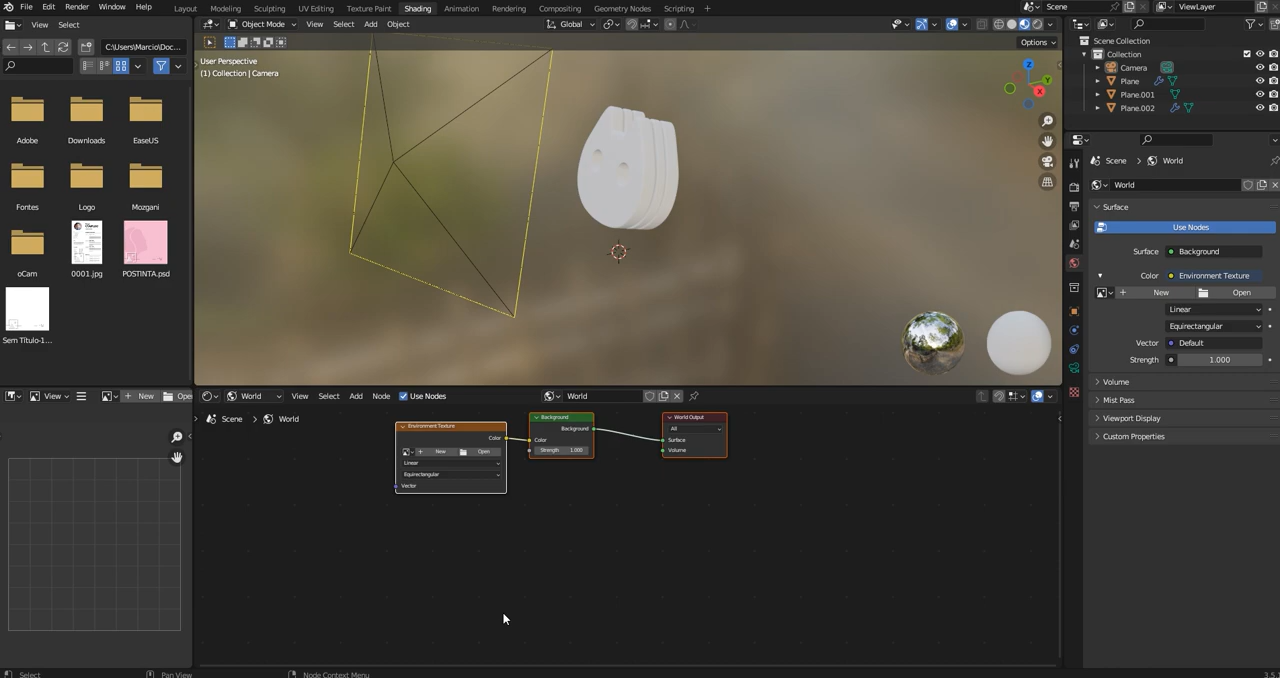 File Edit Render Window Help Layout Modeling Sculpting UV Editing Texture Paint Shading Animation Rendering Compositing Geometry Nodes Scripting + Scene ViewLayer
View Select Object Mode View Select Add Object Global
C:\Users\Marcio\Doc...
Options
User Perspective
(1) Collection | Camera
Z
Y
X
Adobe Downloads EaseUS
Fontes Logo Mozgani
oCam 0001.jpg POSTINTA.psd
Sem Título-1...
Scene Collection
Collection
Camera
Plane
Plane.001
Plane.002
Scene World
World
Surface
Use Nodes
Surface Background
Color Environment Texture
New Open
Linear
Equirectangular
Vector Default
Strength 1.000
Volume
Mist Pass
Viewport Display
Custom Properties
View New Ope
World View Select Add Node Use Nodes World
Scene World
Environment Texture
Color
New Open
Linear
Equirectangular
Vector
Background
Background
Color
Strength 1.000
World Output
All
Surface
Volume
Select Pan View Node Context Menu 3.5